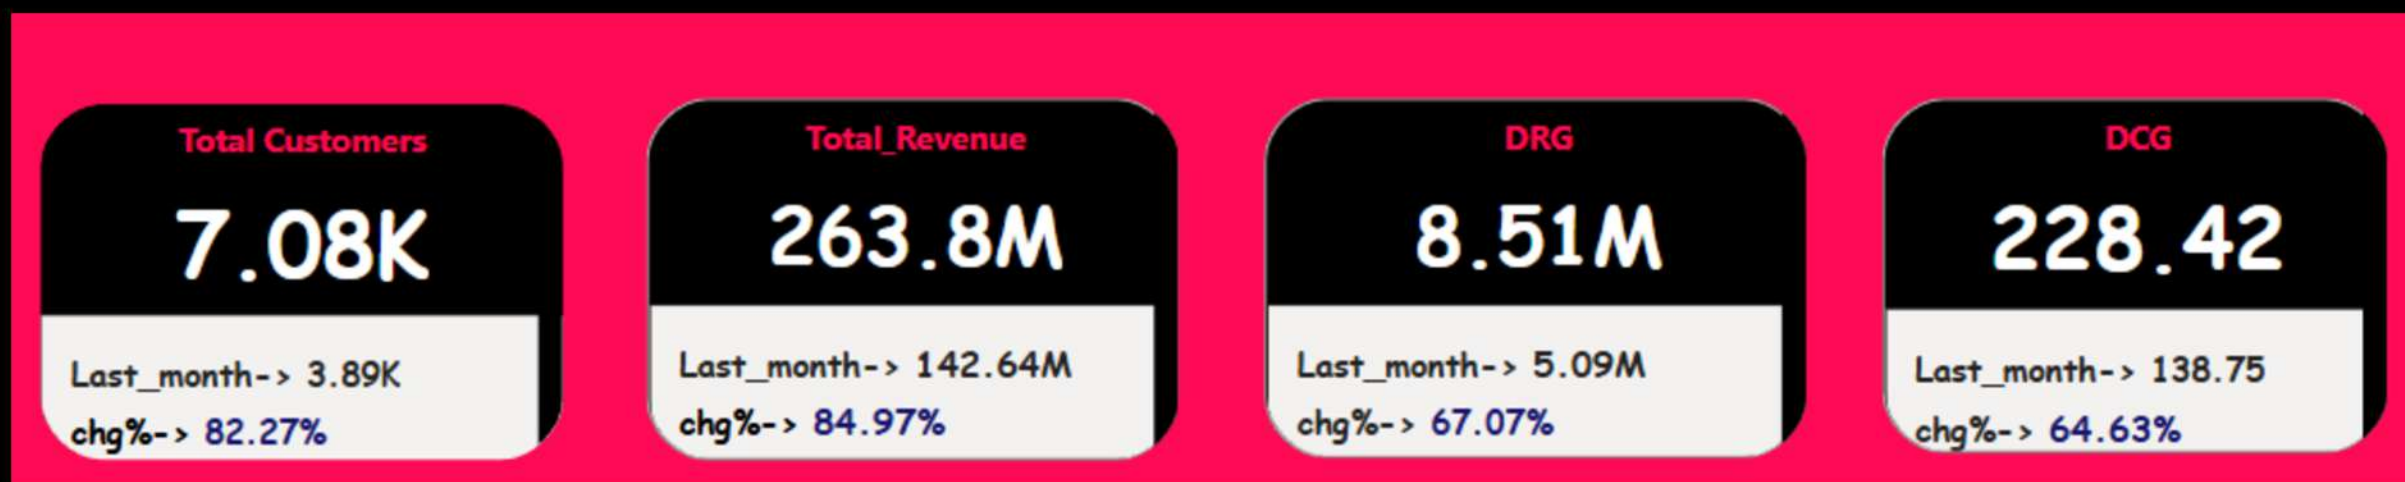 Total Customers
7.08K
Last_month-> 3.89K
chg%-> 82.27%
Total_Revenue
263.8M
Last_month-> 142.64M
chg%-> 84.97%
DRG
8.51M
Last_month-> 5.09M
chg%-> 67.07%
DCG
228.42
Last_month-> 138.75
chg%-> 64.63%